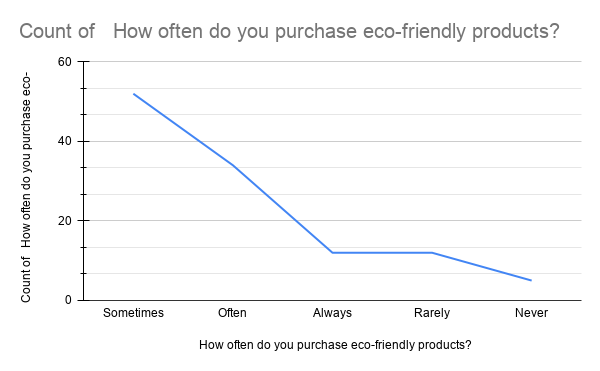 Count of   How often do you purchase eco-friendly products?
Count of   How often do you purchase eco-
60
40
20
0
Sometimes Often Always Rarely Never
How often do you purchase eco-friendly products?